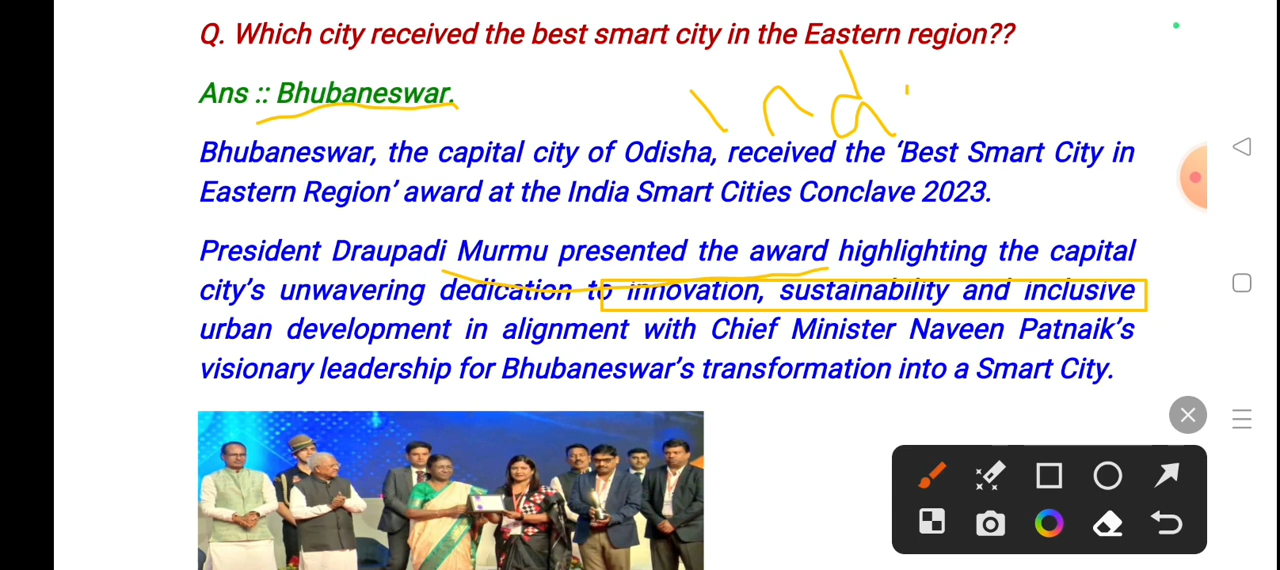 Q. Which city received the best smart city in the Eastern region??
Ans :: Bhubaneswar.
Indi
Bhubaneswar, the capital city of Odisha, received the ‘Best Smart City in
Eastern Region’ award at the India Smart Cities Conclave 2023.
President Draupadi Murmu presented the award highlighting the capital
city’s unwavering dedication to innovation, sustainability and inclusive
urban development in alignment with Chief Minister Naveen Patnaik’s
visionary leadership for Bhubaneswar’s transformation into a Smart City.